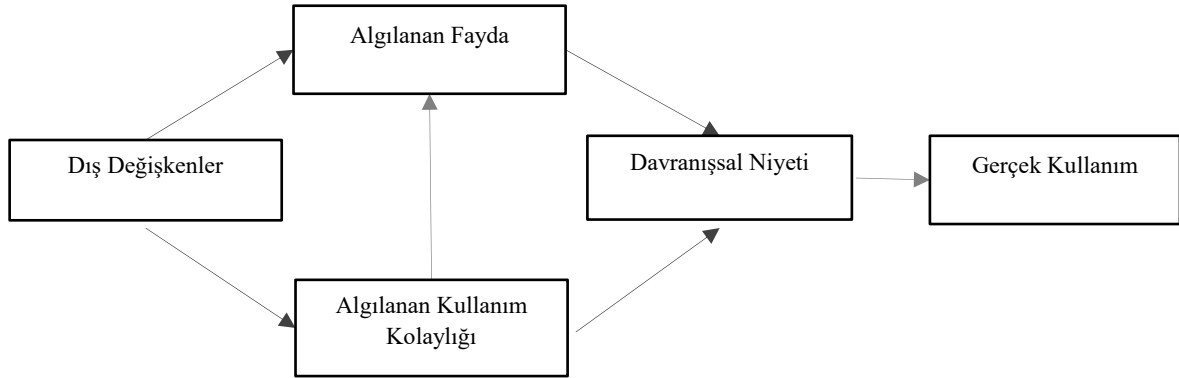 Algılanan Fayda
Dış Değişkenler
Davranışsal Niyeti
Gerçek Kullanım
Algılanan Kullanım
Kolaylığı